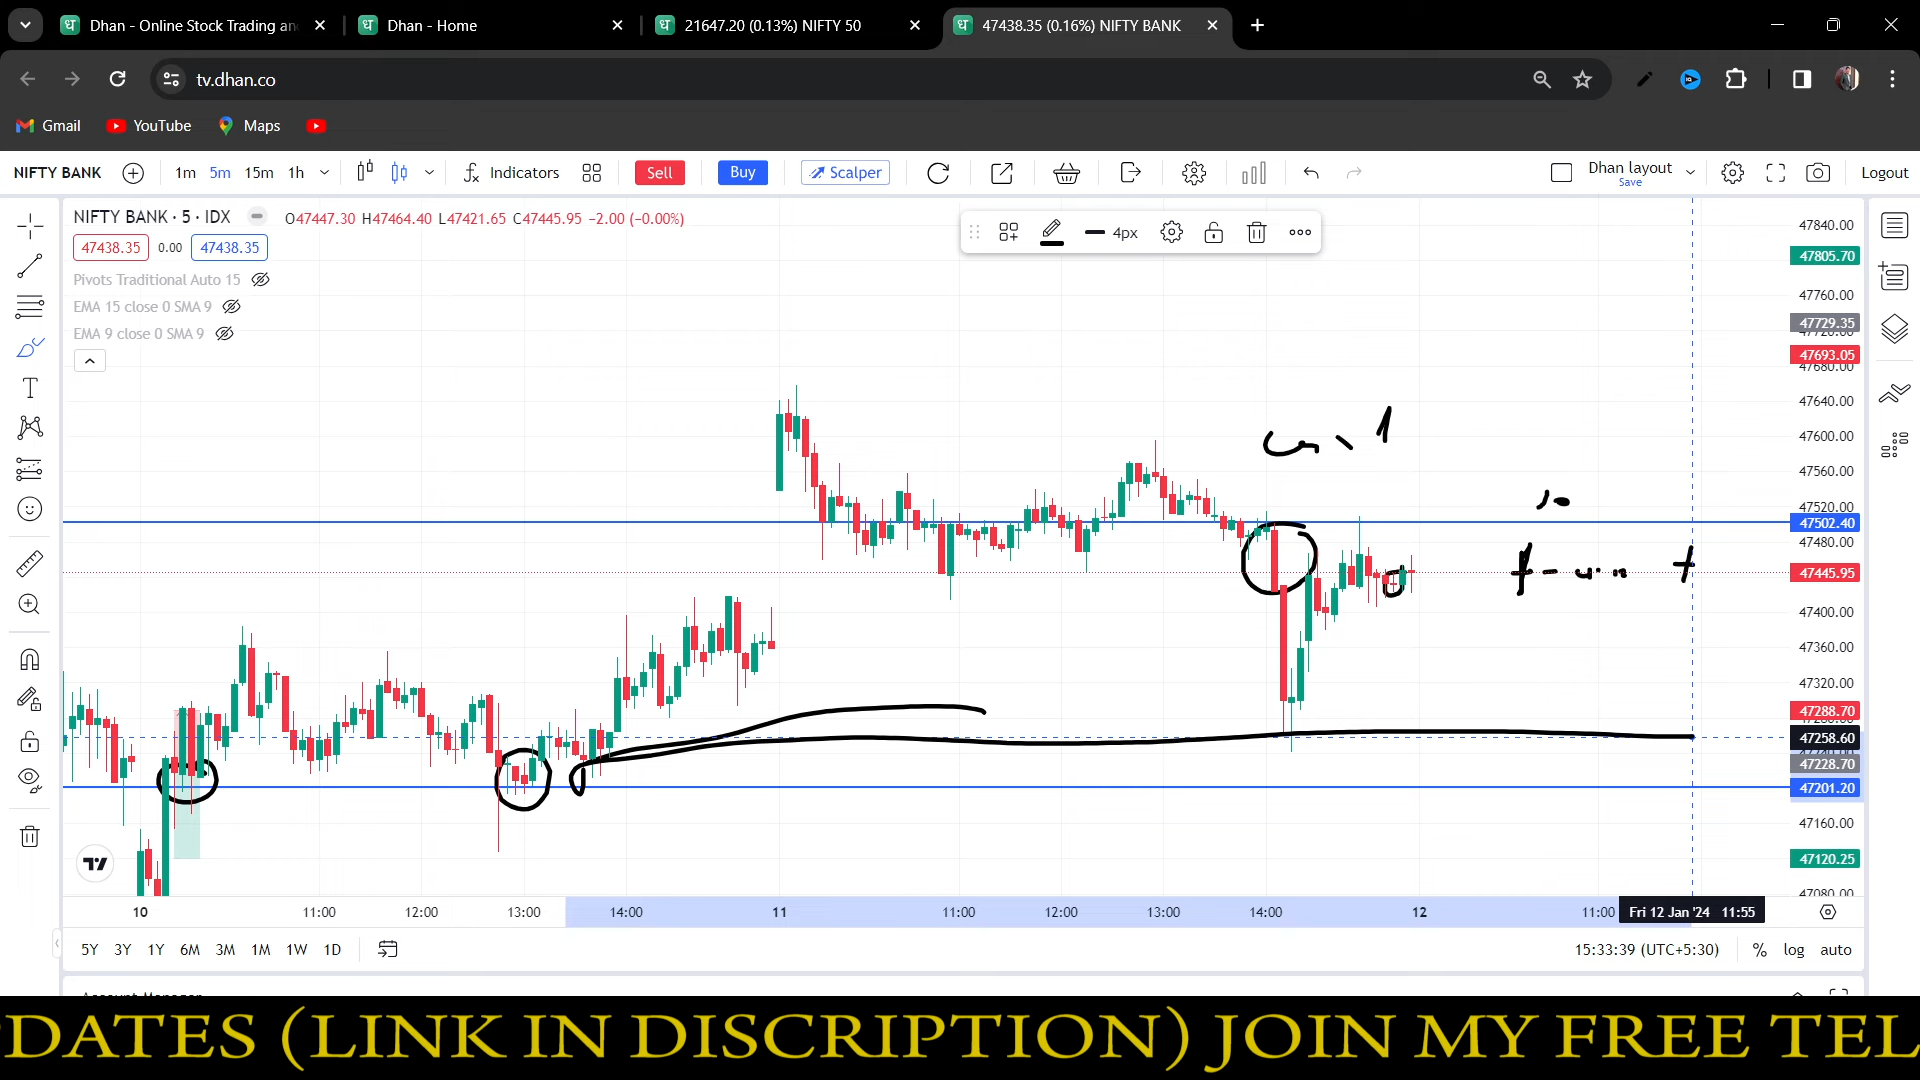 Dhan - Online Stock Trading an
Dhan - Home
21647.20 (0.13%) NIFTY 50
47438.35 (0.16%) NIFTY BANK
tv.dhan.co
Gmail
YouTube
Maps
NIFTY BANK
1m 5m 15m 1h
Indicators
Sell
Buy
Scalper
Dhan layout
Save
Logout
NIFTY BANK · 5 · IDX
O47447.30 H47464.40 L47421.65 C47445.95 −2.00 (−0.00%)
47438.35 0.00 47438.35
Pivots Traditional Auto 15
EMA 15 close 0 SMA 9
EMA 9 close 0 SMA 9
4px
47840.00
47805.70
47760.00
47729.35
47720.00
47693.05
47680.00
47640.00
47600.00
47560.00
47520.00
47502.40
47480.00
47445.95
47400.00
47360.00
47320.00
47288.70
47258.60
47228.70
47201.20
47160.00
47120.25
47080.00
10 11:00 12:00 13:00 14:00 11 11:00 12:00 13:00 14:00 12 11:00
Fri 12 Jan '24 11:55
5Y 3Y 1Y 6M 3M 1M 1W 1D
15:33:39 (UTC+5:30)
% log auto
DATES (LINK IN DISCRIPTION) JOIN MY FREE TEL